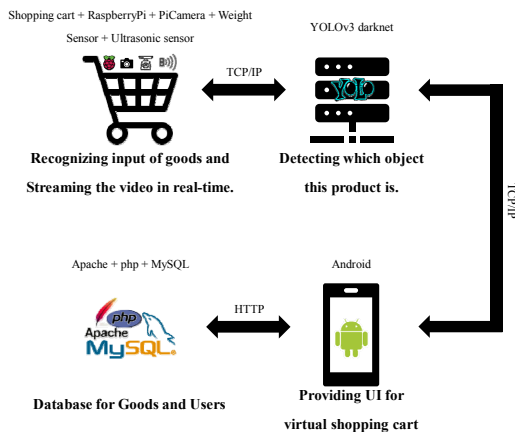 Shopping cart + RaspberryPi + PiCamera + Weight
Sensor + Ultrasonic sensor
YOLOv3 darknet
TCP/IP
YOLO
Recognizing input of goods and
Streaming the video in real-time.
Detecting which object
this product is.
TCP/IP
Apache + php + MySQL
Android
php
Apache
MySQL
HTTP
Database for Goods and Users
Providing UI for
virtual shopping cart